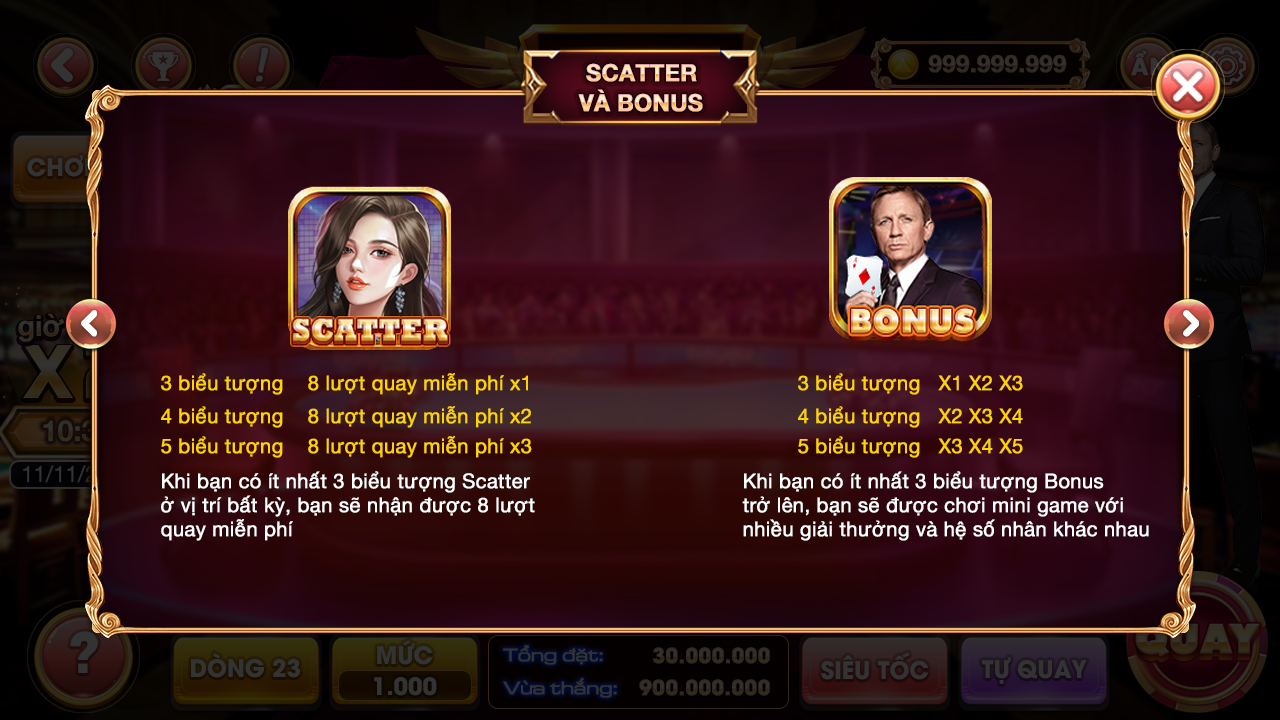 SCATTER
VÀ BONUS
999.999.999
SCATTER
BONUS
3 biểu tượng 8 lượt quay miễn phí x1
4 biểu tượng 8 lượt quay miễn phí x2
5 biểu tượng 8 lượt quay miễn phí x3
Khi bạn có ít nhất 3 biểu tượng Scatter
ở vị trí bất kỳ, bạn sẽ nhận được 8 lượt
quay miễn phí
3 biểu tượng X1 X2 X3
4 biểu tượng X2 X3 X4
5 biểu tượng X3 X4 X5
Khi bạn có ít nhất 3 biểu tượng Bonus
trở lên, bạn sẽ được chơi mini game với
nhiều giải thưởng và hệ số nhân khác nhau
giờ
11/11/
?
DÒNG 23
MỨC
1.000
Tổng đặt: 30.000.000
Vừa thắng: 900.000.000
SIÊU TỐC
TỰ QUAY
QUAY